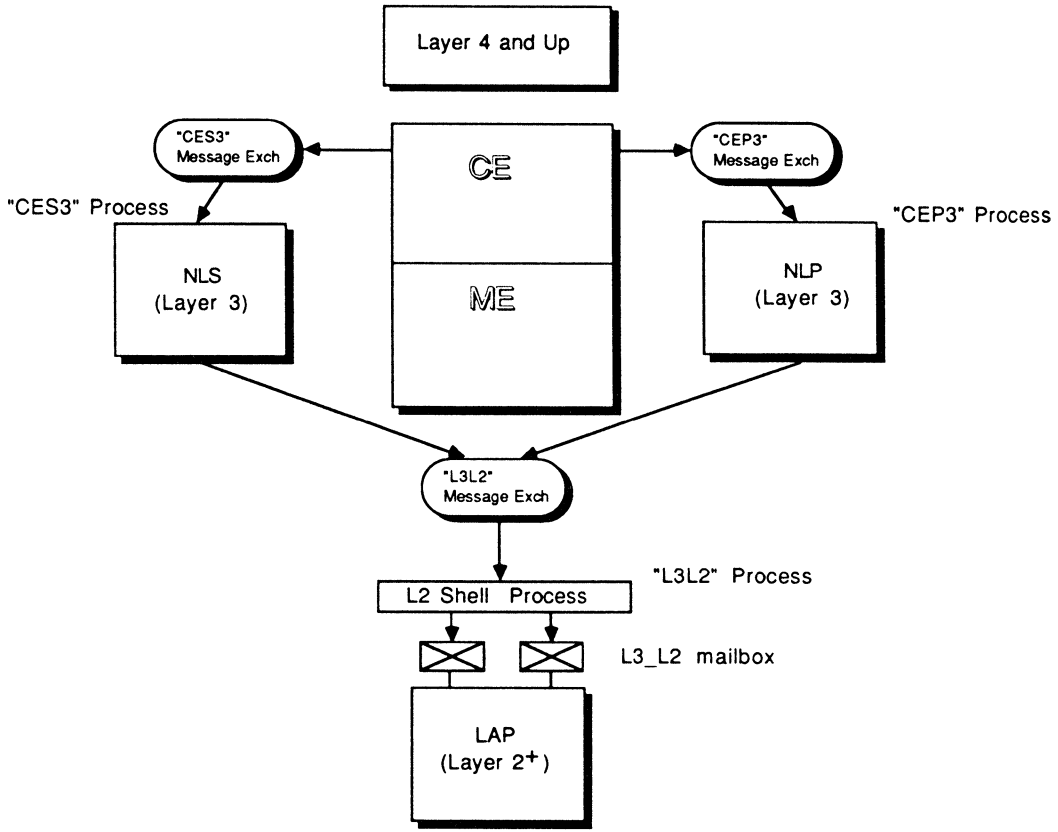 Layer 4 and Up
"CES3"
Message Exch
CE
"CEP3"
Message Exch
"CES3" Process
"CEP3" Process
NLS
(Layer 3)
ME
NLP
(Layer 3)
"L3L2"
Message Exch
"L3L2" Process
L2 Shell Process
L3_L2 mailbox
LAP
(Layer 2+)